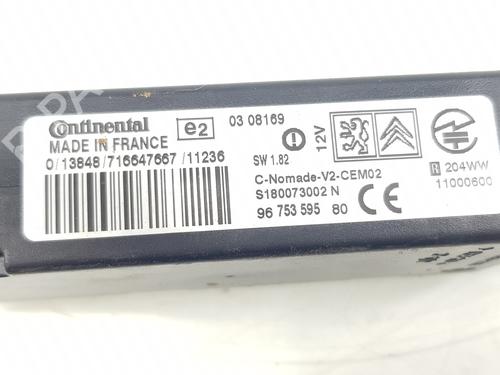 Continental
MADE IN FRANCE
0/13848/716647667/11236
e2
03 08169
SW 1.82
12V
C-Nomade-V2-CEM02
S180073002 N
96 753 595 80 CE
R 204WW
11000600